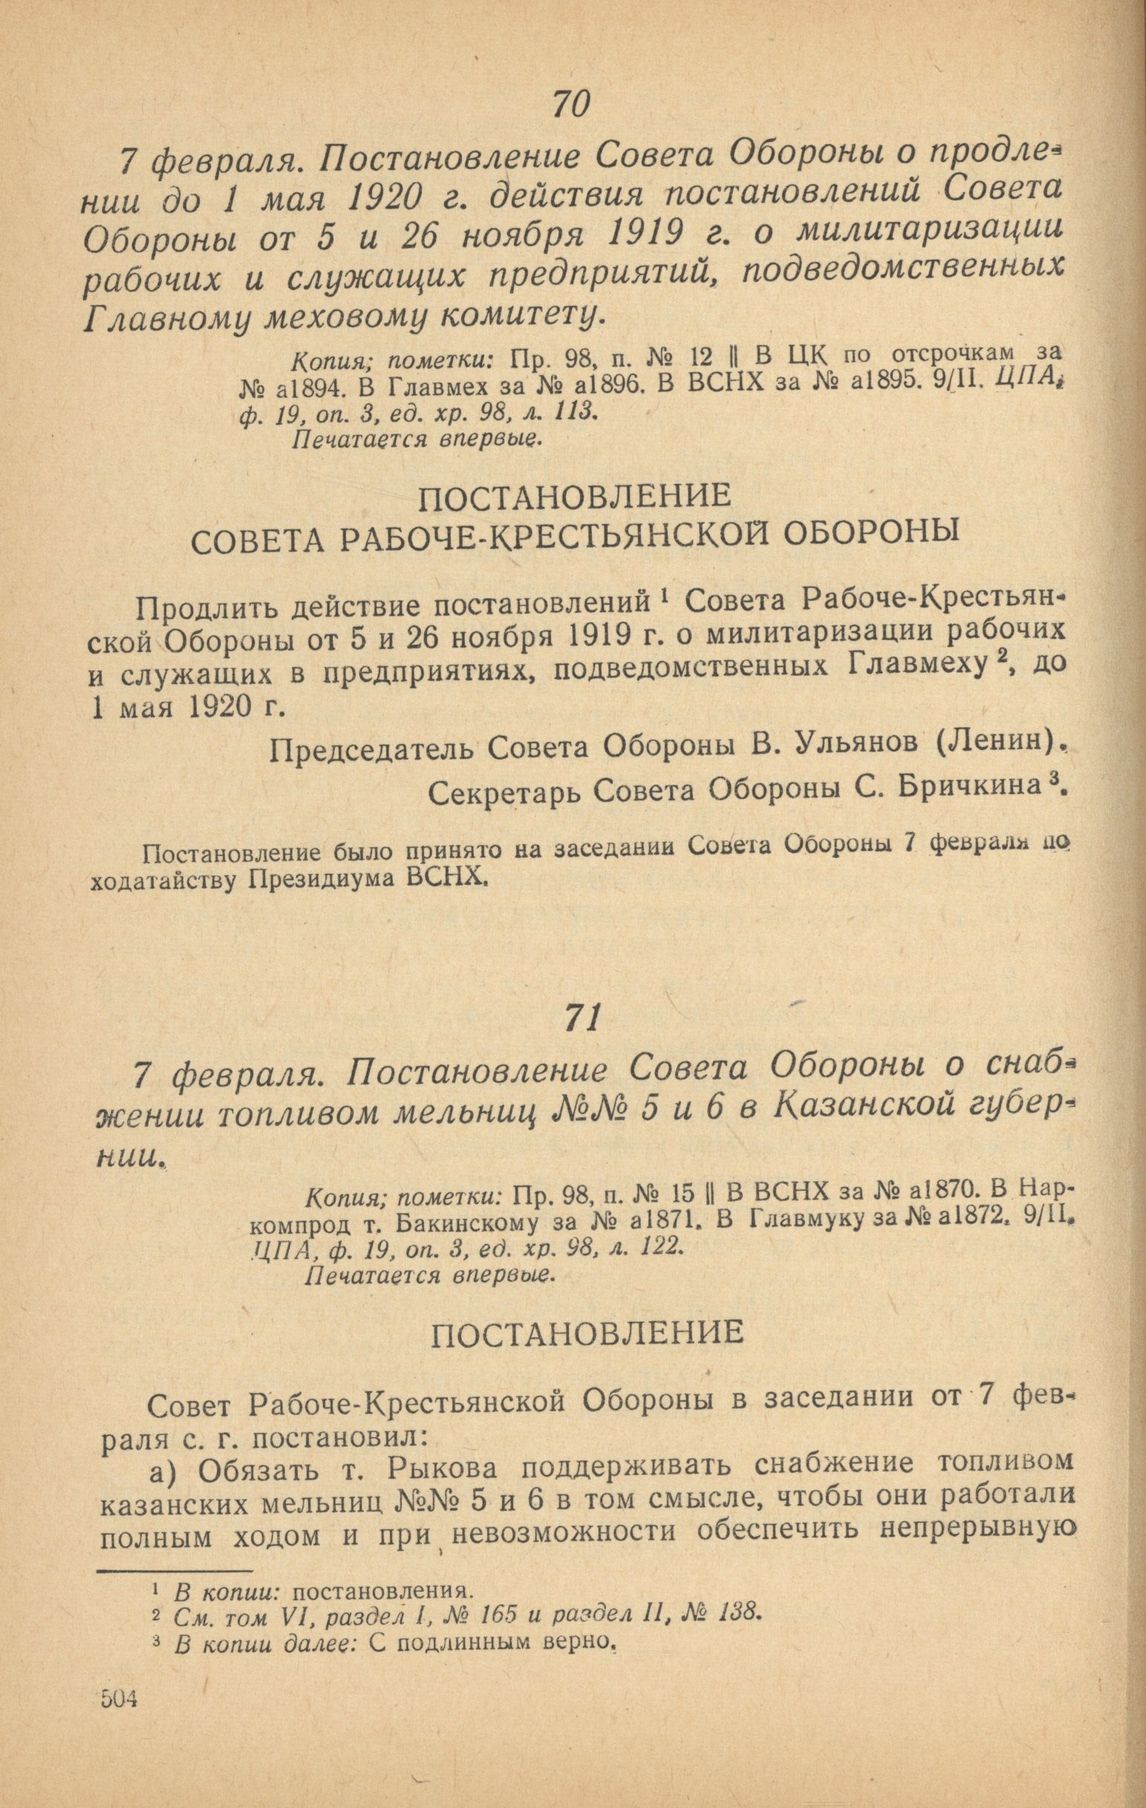 70
7 февраля. Постановление Совета Обороны о продле-
нии до 1 мая 1920 г. действия постановлений Совета
Обороны от 5 и 26 ноября 1919 г. о милитаризации
рабочих и служащих предприятий, подведомственных
Главному меховому комитету.
Копия; пометки: Пр. 98, п. № 12 || В ЦК по отсрочкам за
№ а1894. В Главмех за № а1896. В ВСНХ за № а1895. 9/II. ЦПА,
ф. 19, оп. 3, ед. хр. 98, л. 113.
Печатается впервые.
ПОСТАНОВЛЕНИЕ
СОВЕТА РАБОЧЕ-КРЕСТЬЯНСКОЙ ОБОРОНЫ
Продлить действие постановлений ¹ Совета Рабоче-Крестьян-
ской Обороны от 5 и 26 ноября 1919 г. о милитаризации рабочих
и служащих в предприятиях, подведомственных Главмеху ², до
1 мая 1920 г.
Председатель Совета Обороны В. Ульянов (Ленин).
Секретарь Совета Обороны С. Бричкина ³.
Постановление было принято на заседании Совета Обороны 7 февраля по
ходатайству Президиума ВСНХ.
71
7 февраля. Постановление Совета Обороны о снаб-
жении топливом мельниц №№ 5 и 6 в Казанской губер-
нии.
Копия; пометки: Пр. 98, п. № 15 || В ВСНХ за № а1870. В Нар-
компрод т. Бакинскому за № а1871. В Главмуку за № а1872. 9/II.
ЦПА, ф. 19, оп. 3, ед. хр. 98, л. 122.
Печатается впервые.
ПОСТАНОВЛЕНИЕ
Совет Рабоче-Крестьянской Обороны в заседании от 7 фев-
раля с. г. постановил:
а) Обязать т. Рыкова поддерживать снабжение топливом
казанских мельниц №№ 5 и 6 в том смысле, чтобы они работали
полным ходом и при невозможности обеспечить непрерывную
¹ В копии: постановления.
² См. том VI, раздел I, № 165 и раздел II, № 138.
³ В копии далее: С подлинным верно.
504